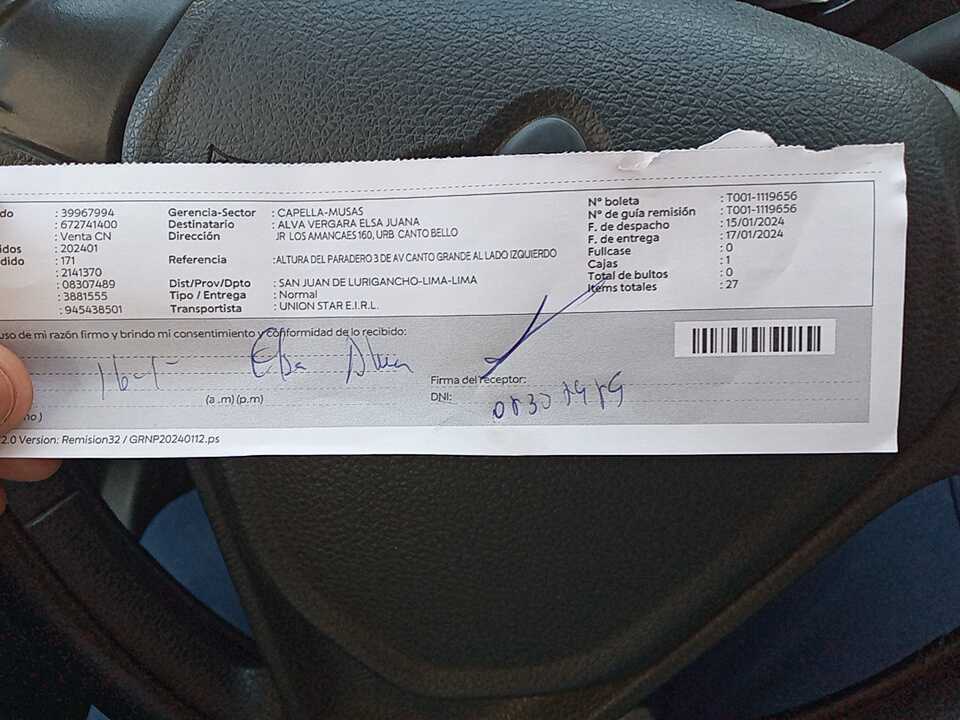 do : 39967994 Gerencia-Sector : CAPELLA-MUSAS Nº boleta : T001-1119656
: 672741400 Destinatario : ALVA VERGARA ELSA JUANA Nº de guía remisión : T001-1119656
: Venta CN Dirección JR LOS AMANCAES 160, URB CANTO BELLO F. de despacho : 15/01/2024
idos : 202401 F. de entrega : 17/01/2024
dido : 171 Referencia : ALTURA DEL PARADERO 3 DE AV CANTO GRANDE AL LADO IZQUIERDO Fullcase : 0
: 2141370 Cajas : 1
: 08307489 Dist/Prov/Dpto : SAN JUAN DE LURIGANCHO-LIMA-LIMA Total de bultos : 0
: 3881555 Tipo / Entrega : Normal Items totales : 27
: 945438501 Transportista : UNION STAR E.I.R.L.
uso de mi razón firmo y brindo mi consentimiento y conformidad de lo recibido:
16-1- Elsa Alva
Firma del receptor:
(a .m) (p.m) DNI:
no )
2.0 Version: Remision32 / GRNP20240112.ps